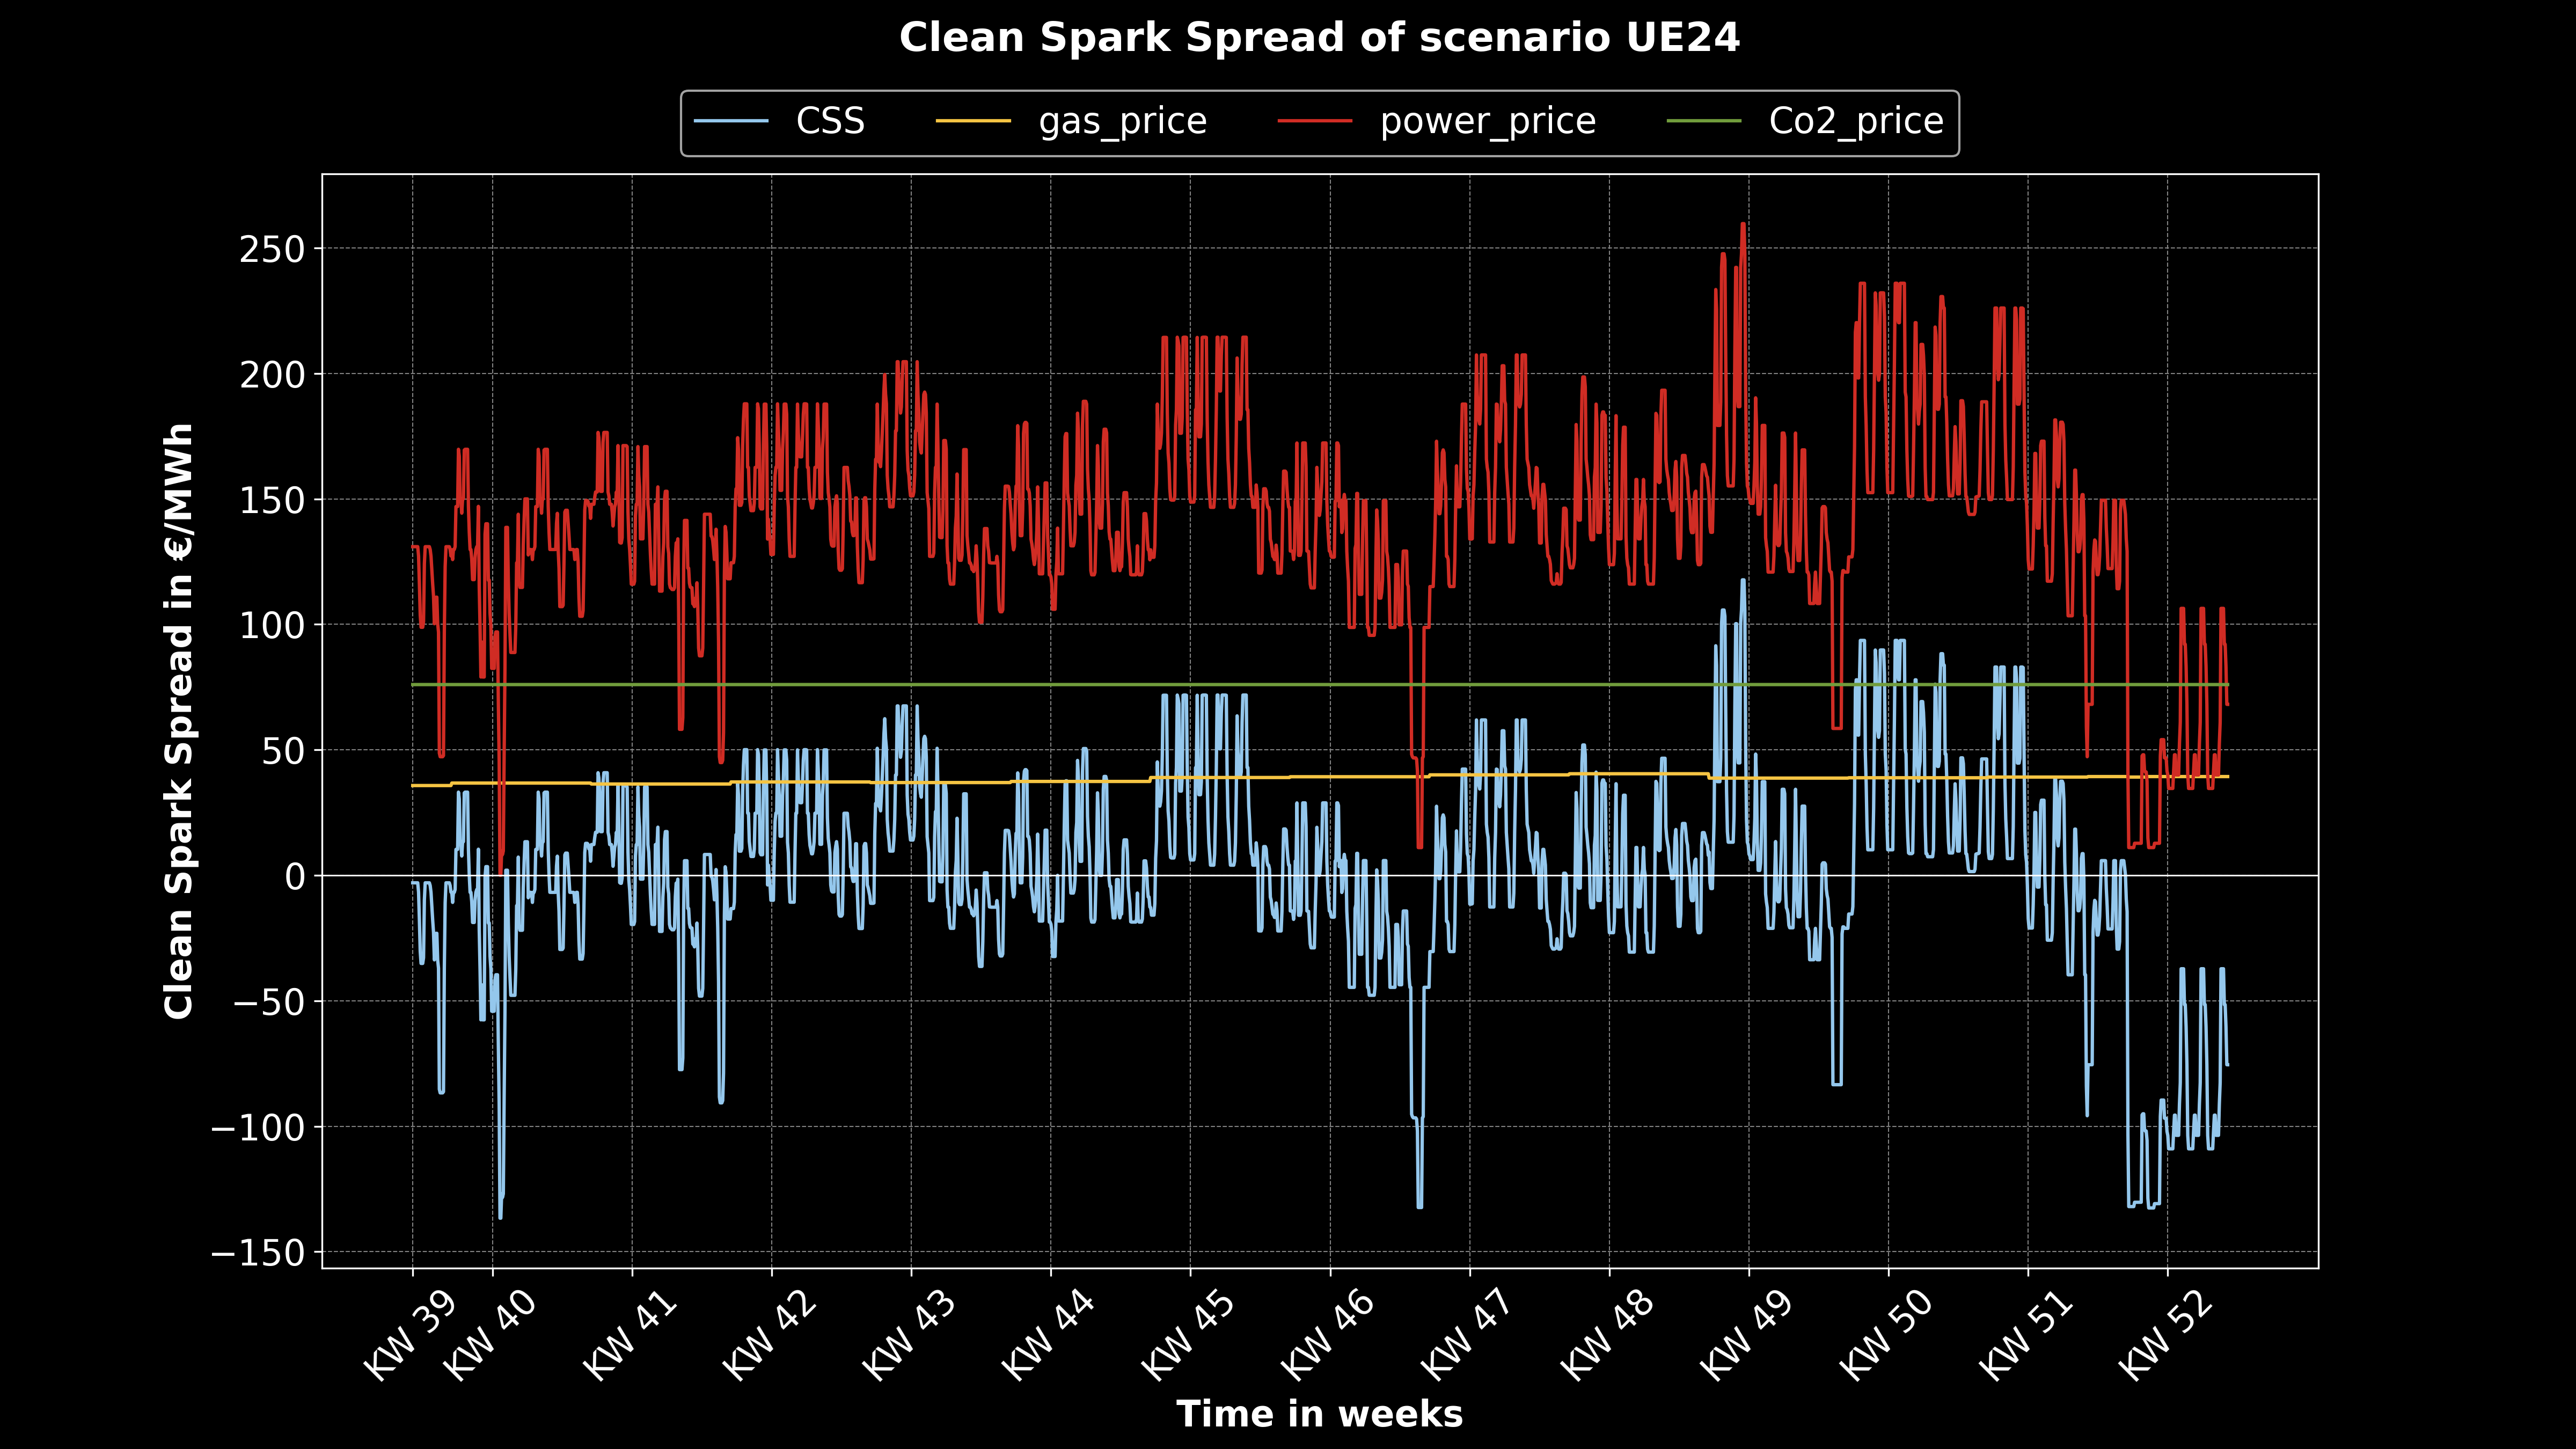 Clean Spark Spread of scenario UE24
CSS gas_price power_price Co2_price
Clean Spark Spread in €/MWh
250
200
150
100
50
0
−50
−100
−150
KW 39 KW 40 KW 41 KW 42 KW 43 KW 44 KW 45 KW 46 KW 47 KW 48 KW 49 KW 50 KW 51 KW 52
Time in weeks